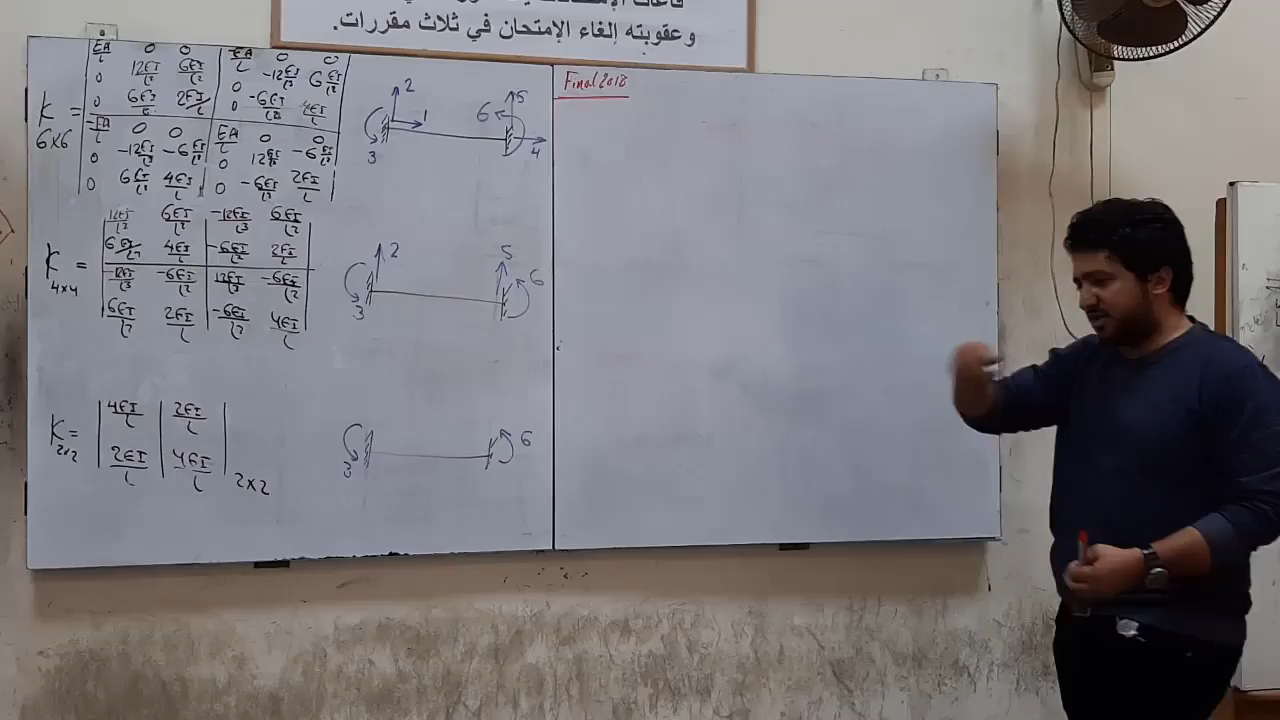 وعقوبته إلغاء الإمتحان في ثلاث مقررات.
Final 2018
K 6x6 =
EA/L 0 0 EA/L 0 0
0 12EI/L³ 6EI/L² 0 -12EI/L³ 6EI/L²
0 6EI/L 2EI/L 0 -6EI/L² 4EI/L
-EA/L 0 0 EA/L 0 0
0 -12EI/L³ -6EI/L² 0 12EI/L³ -6EI/L²
0 6EI/L² 4EI/L 0 -6EI/L² 2EI/L
1 2 3 4 5 6
K 4x4 =
12EI/L³ 6EI/L² -12EI/L³ 6EI/L²
6EI/L² 4EI/L -6EI/L² 2EI/L
-12EI/L³ -6EI/L² 12EI/L³ -6EI/L²
6EI/L² 2EI/L -6EI/L² 4EI/L
2 3 5 6
K 2x2 =
4EI/L 2EI/L
2EI/L 4EI/L
2x2
3 6